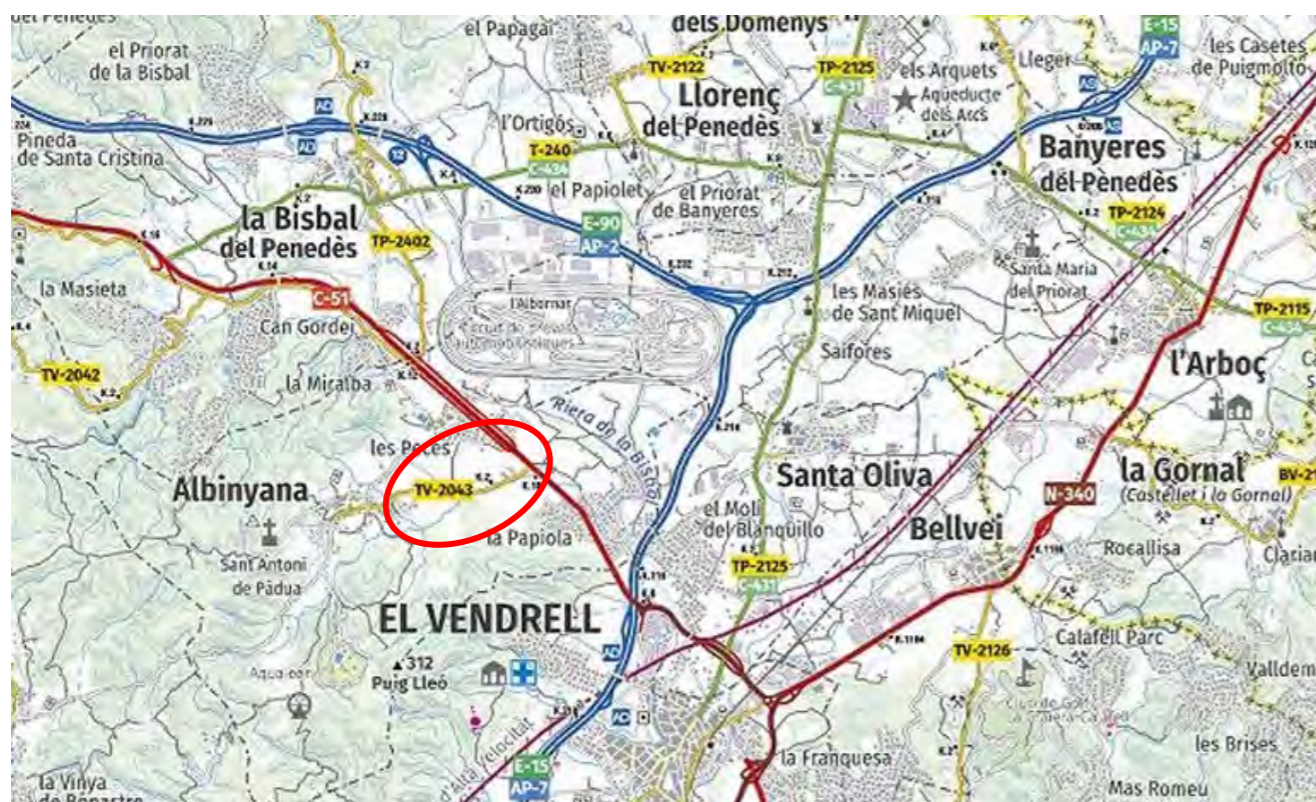 el Priorat
de la Bisbal
el Papagai
dels Domenys
TV-2122
TP-2125
C-431
els Arquets
Aqüeducte
dels Arcs
Lleger
E-15
AP-7
les Casetes
de Puigmoltó
Llorenç
del Penedès
Pineda
de Santa Cristina
l'Ortigós
T-240
C-434
el Papiolet
el Priorat
de Banyeres
Banyeres
del Penedès
TP-2124
C-434
la Bisbal
del Penedès
TP-2402
E-90
AP-2
Santa Maria
del Priorat
la Masieta
C-51
Can Gordei
l'Albornar
les Masies
de Sant Miquel
TP-2115
C-434
Saifores
l'Arboç
TV-2042
la Miralba
Riera de la Bisbal
les Peces
TV-2043
Albinyana
Santa Oliva
la Gornal
(Castellet i la Gornal)
N-340
la Papiola
el Molí
del Blanquillo
Bellvei
Rocallisa
Sant Antoni
de Pàdua
TP-2125
C-431
EL VENDRELL
TV-2126
Calafell Parc
312
Puig Lleó
la Franquesa
les Brises
E-15
AP-7
la Vinya
de Bonastre
Mas Romeu